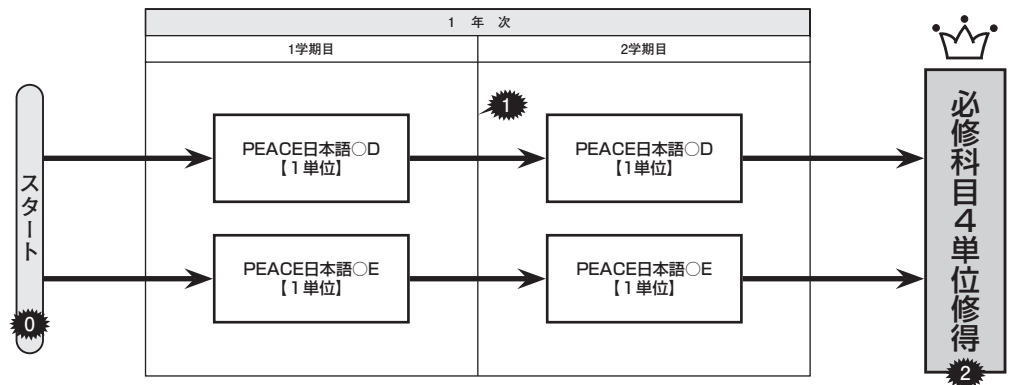 1 年 次
1学期目
2学期目
スタート
0
PEACE日本語○D
【1単位】
1
PEACE日本語○D
【1単位】
PEACE日本語○E
【1単位】
PEACE日本語○E
【1単位】
必修科目4単位修得
2